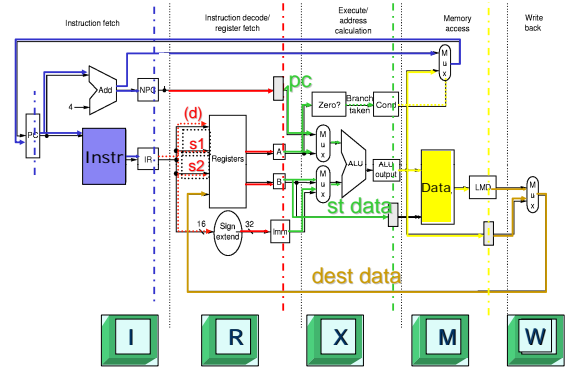 Instruction fetch
Instruction decode/
register fetch
Execute/
address
calculation
Memory
access
Write
back
M
u
x
Add
4
NPC
pc
Zero?
Branch
taken
Cond
(d)
PC
Instr
IR
s1
s2
Registers
A
B
M
u
x
M
u
x
ALU
ALU
output
Data
LMD
M
u
x
st data
16
Sign
extend
32
Imm
dest data
I
R
X
M
W